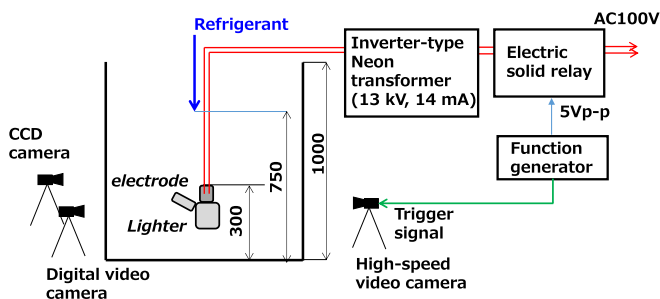 Refrigerant
AC100V
Inverter-type
Neon
transformer
(13 kV, 14 mA)
Electric
solid relay
5Vp-p
Function
generator
CCD
camera
electrode
Lighter
300
750
1000
Trigger
signal
Digital video
camera
High-speed
video camera